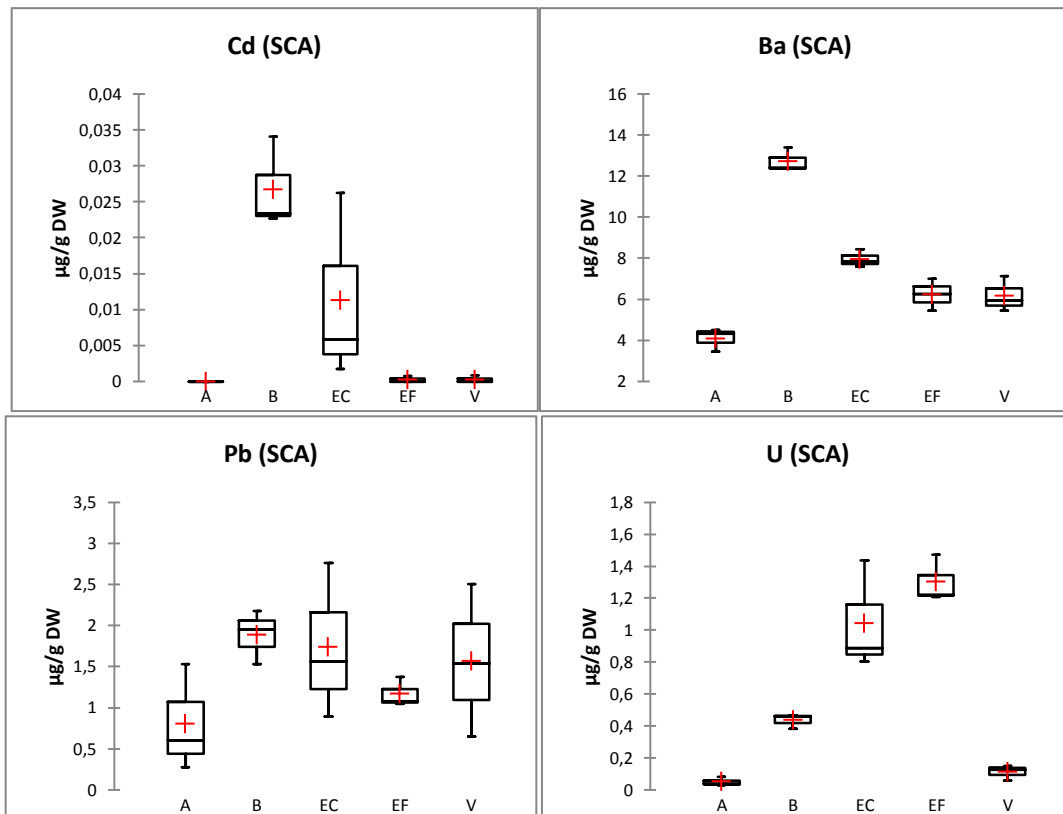 Cd (SCA)
0,04
0,035
0,03
0,025
0,02
0,015
0,01
0,005
0
µg/g DW
A B EC EF V
Ba (SCA)
16
14
12
10
8
6
4
2
µg/g DW
A B EC EF V
Pb (SCA)
3,5
3
2,5
2
1,5
1
0,5
0
µg/g DW
A B EC EF V
U (SCA)
1,8
1,6
1,4
1,2
1
0,8
0,6
0,4
0,2
0
µg/g DW
A B EC EF V